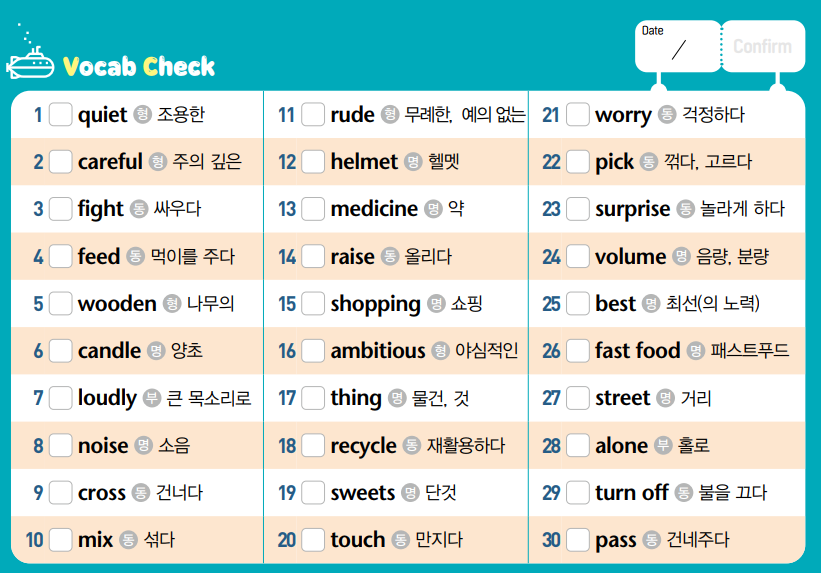 Vocab Check
Date
/
Confirm
1 quiet 형 조용한
2 careful 형 주의 깊은
3 fight 동 싸우다
4 feed 동 먹이를 주다
5 wooden 형 나무의
6 candle 명 양초
7 loudly 부 큰 목소리로
8 noise 명 소음
9 cross 동 건너다
10 mix 동 섞다
11 rude 형 무례한, 예의 없는
12 helmet 명 헬멧
13 medicine 명 약
14 raise 동 올리다
15 shopping 명 쇼핑
16 ambitious 형 야심적인
17 thing 명 물건, 것
18 recycle 동 재활용하다
19 sweets 명 단것
20 touch 동 만지다
21 worry 동 걱정하다
22 pick 동 꺾다, 고르다
23 surprise 동 놀라게 하다
24 volume 명 음량, 분량
25 best 명 최선(의 노력)
26 fast food 명 패스트푸드
27 street 명 거리
28 alone 부 홀로
29 turn off 동 불을 끄다
30 pass 동 건네주다